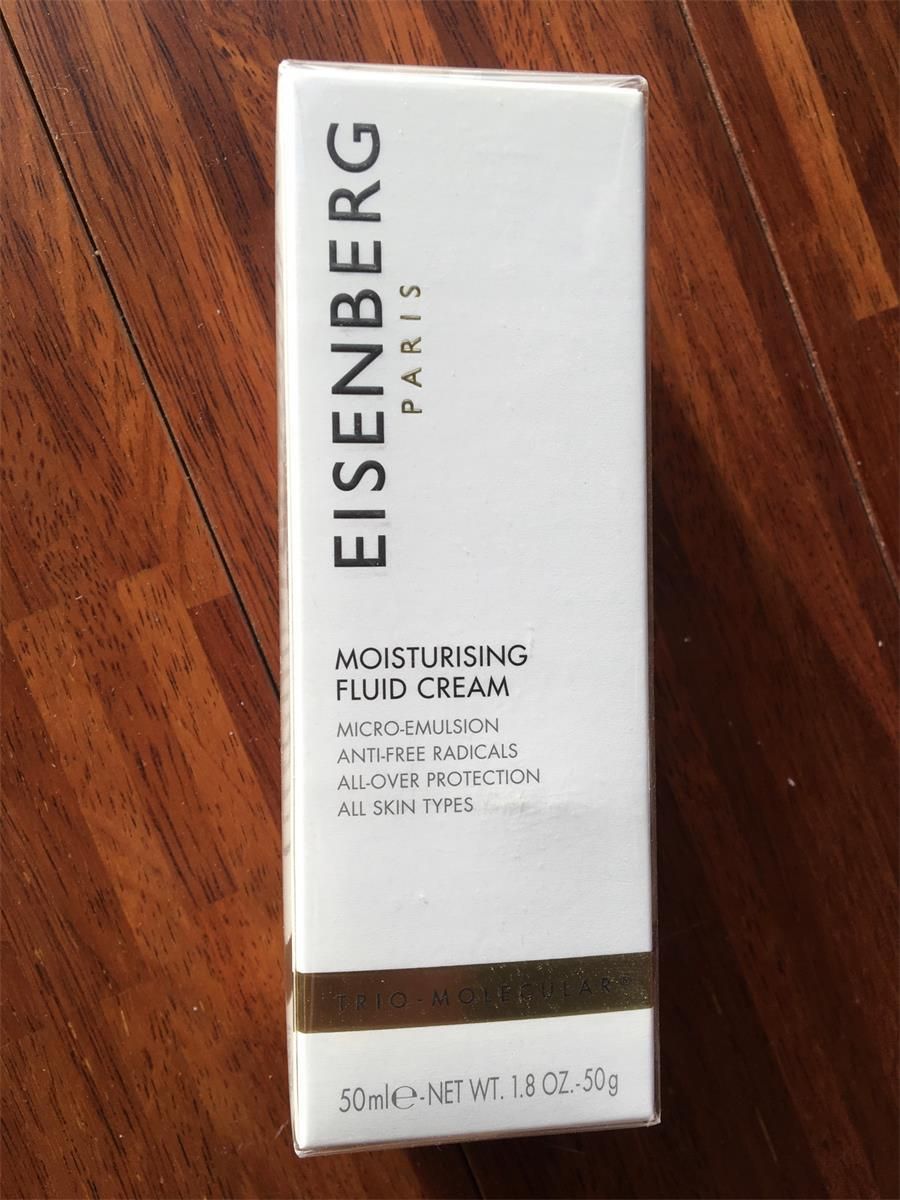 EISENBERG
PARIS
MOISTURISING
FLUID CREAM
MICRO-EMULSION
ANTI-FREE RADICALS
ALL-OVER PROTECTION
ALL SKIN TYPES
TRIO-MOLECULAR®
50ml℮-NET WT. 1.8 OZ.-50g